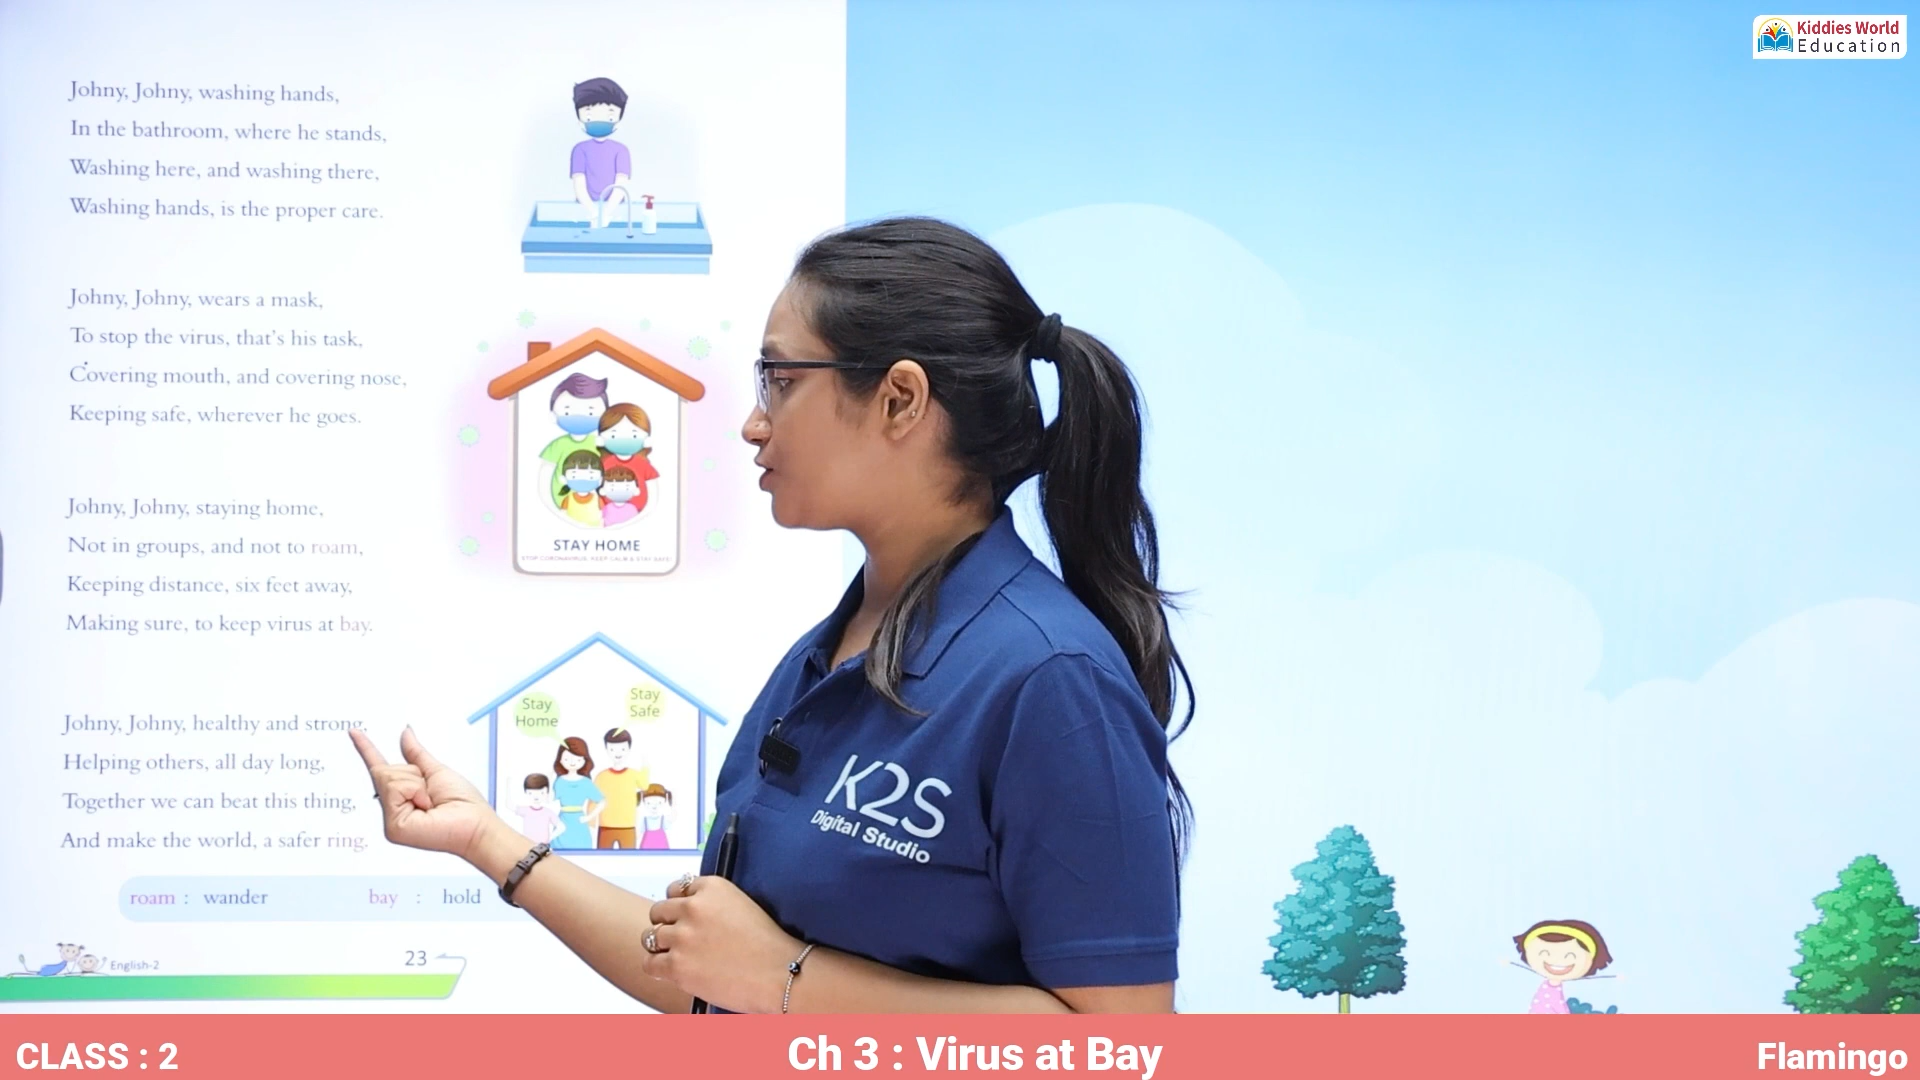 Kiddies World
Education
Johny, Johny, washing hands,
In the bathroom, where he stands,
Washing here, and washing there,
Washing hands, is the proper care.
Johny, Johny, wears a mask,
To stop the virus, that's his task,
Covering mouth, and covering nose,
Keeping safe, wherever he goes.
STAY HOME
STOP CORONAVIRUS, KEEP CALM & STAY SAFE
Johny, Johny, staying home,
Not in groups, and not to roam,
Keeping distance, six feet away,
Making sure, to keep virus at bay.
Stay
Home
Stay
Safe
Johny, Johny, healthy and strong,
Helping others, all day long,
Together we can beat this thing,
And make the world, a safer ring.
roam : wander bay : hold
English-2
23
K2S
Digital Studio
CLASS : 2
Ch 3 : Virus at Bay
Flamingo